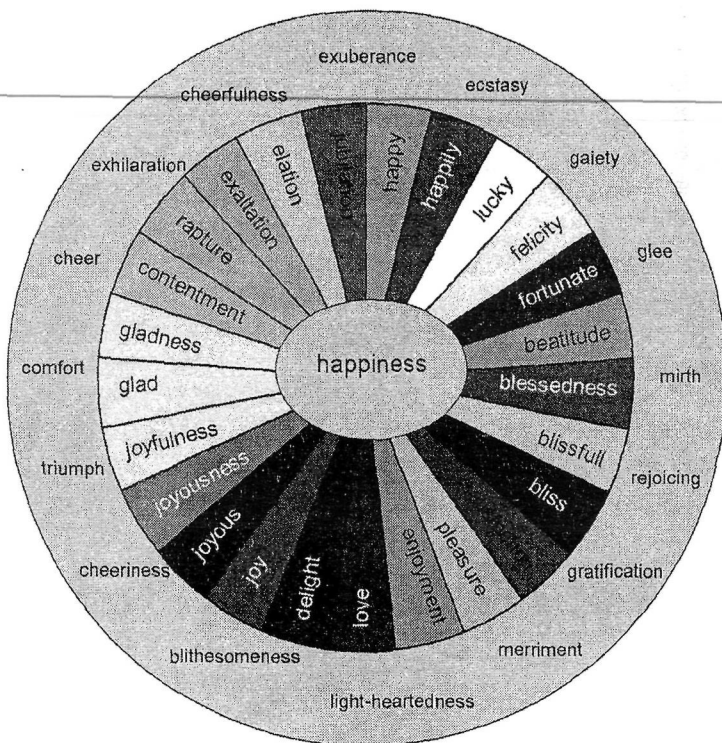 exuberance
ecstasy
gaiety
glee
mirth
rejoicing
gratification
merriment
light-heartedness
blithesomeness
cheeriness
triumph
comfort
cheer
exhilaration
cheerfulness
happy
happily
lucky
felicity
fortunate
beatitude
blessedness
blissfull
bliss
pleasure
enjoyment
love
delight
joy
joyous
joyousness
joyfulness
glad
gladness
contentment
rapture
exaltation
elation
happiness